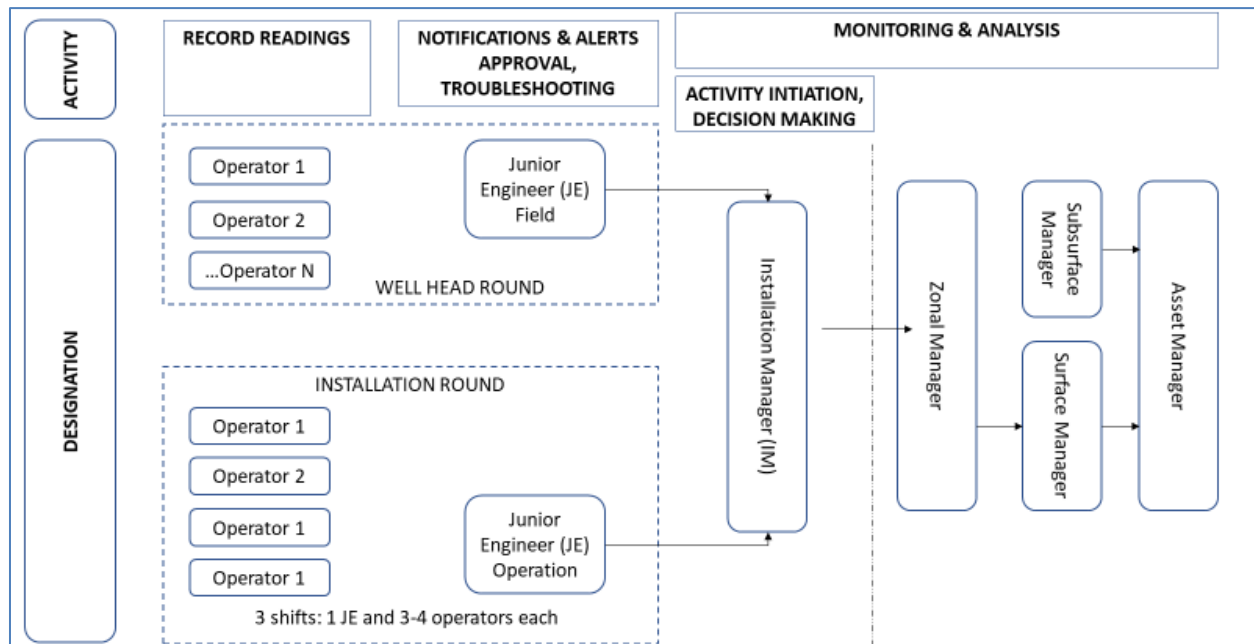 ACTIVITY
RECORD READINGS
NOTIFICATIONS & ALERTS
APPROVAL,
TROUBLESHOOTING
MONITORING & ANALYSIS
ACTIVITY INTIATION,
DECISION MAKING
DESIGNATION
Operator 1
Operator 2
...Operator N
Junior
Engineer (JE)
Field
WELL HEAD ROUND
INSTALLATION ROUND
Operator 1
Operator 2
Operator 1
Operator 1
Junior
Engineer (JE)
Operation
3 shifts: 1 JE and 3-4 operators each
Installation Manager (IM)
Zonal Manager
Subsurface
Manager
Surface Manager
Asset Manager